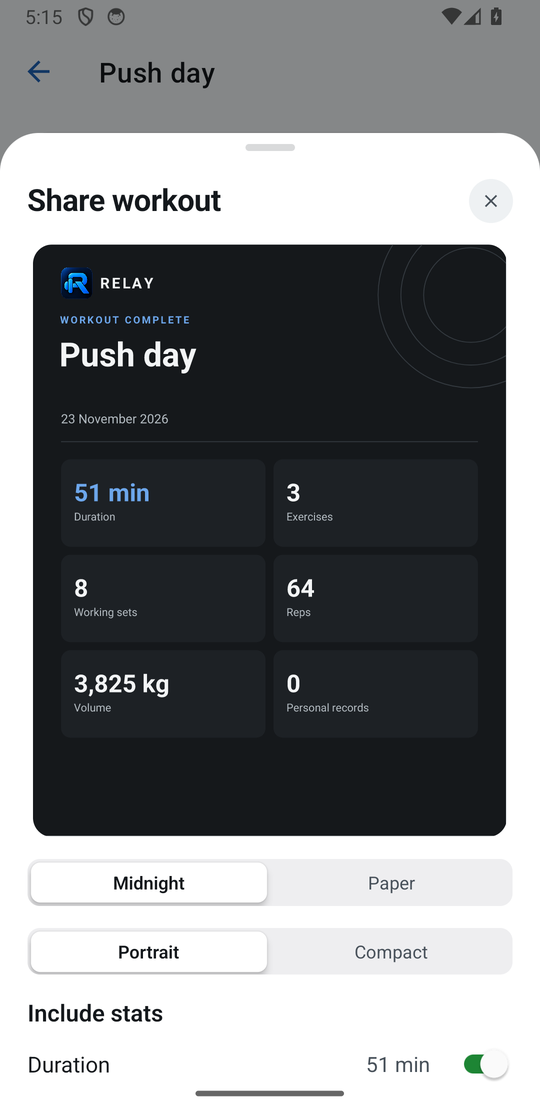 5:15
Push day
Share workout
RELAY
WORKOUT COMPLETE
Push day
23 November 2026
51 min
Duration
3
Exercises
8
Working sets
64
Reps
3,825 kg
Volume
0
Personal records
Midnight
Paper
Portrait
Compact
Include stats
Duration 51 min